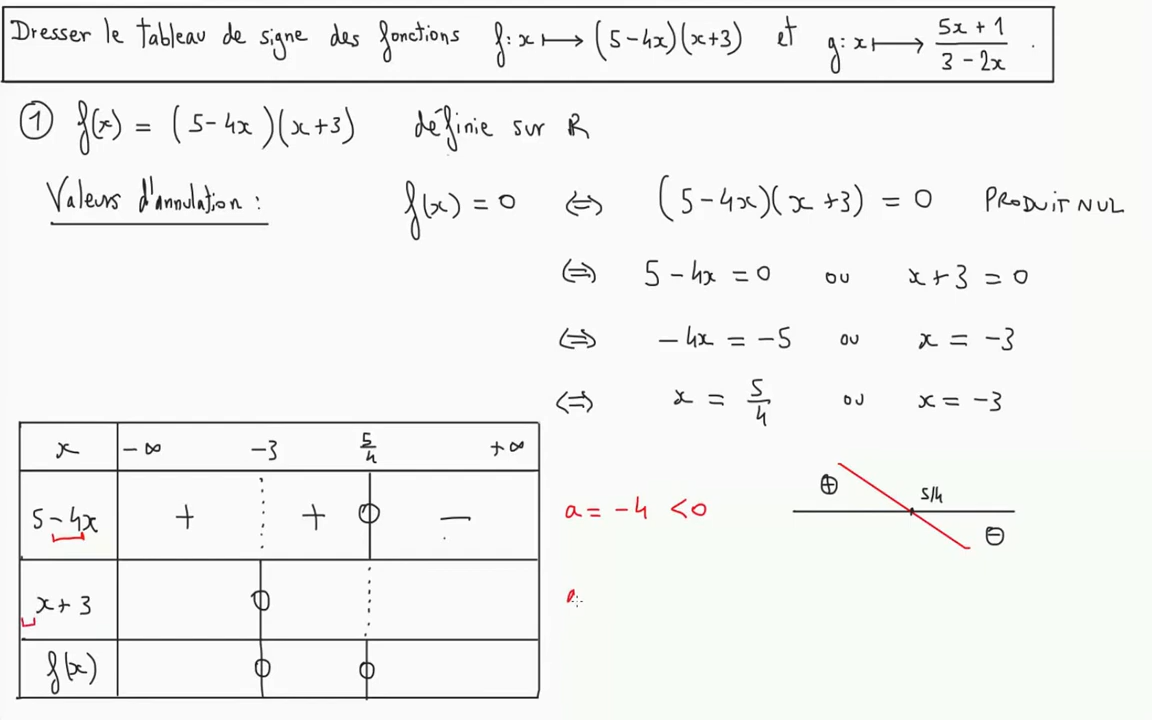 Dresser le tableau de signe des fonctions f: x ⟼ (5-4x)(x+3) et g: x ⟼ (5x+1)/(3-2x).
① f(x) = (5-4x)(x+3) définie sur R
Valeurs d'annulation : f(x) = 0 ⇔ (5-4x)(x+3) = 0 PRODUIT NUL
⇔ 5-4x = 0 ou x+3 = 0
⇔ -4x = -5 ou x = -3
⇔ x = 5/4 ou x = -3
x -∞ -3 5/4 +∞
5-4x + + 0 - a = -4 < 0 ⊕ 5/4 ⊖
x+3 0
f(x) 0 0